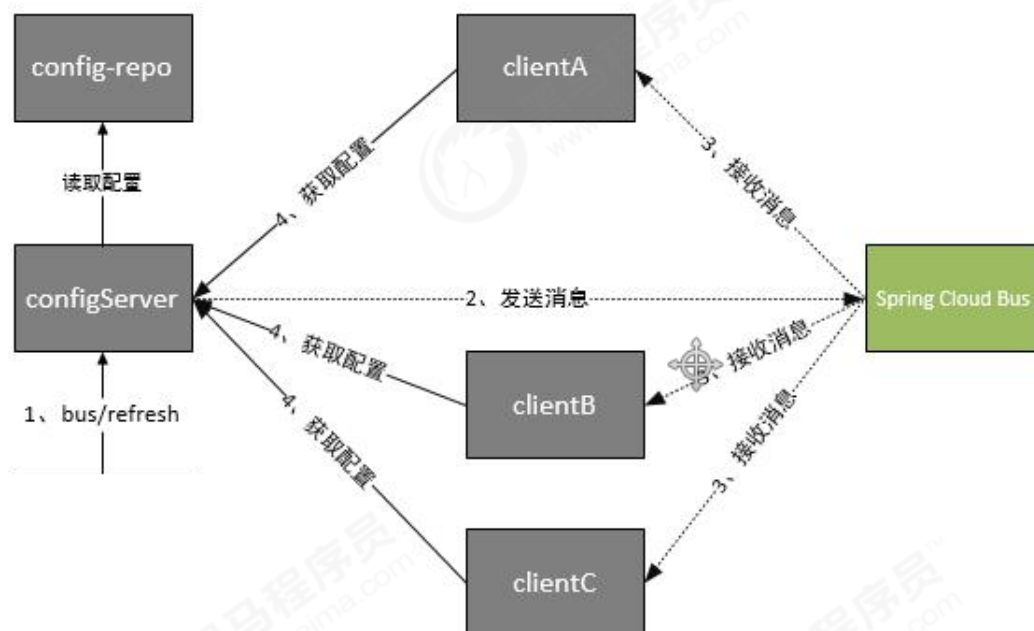 config-repo
clientA
读取配置
4、获取配置
3、接收消息
configServer
2、发送消息
Spring Cloud Bus
4、获取配置
3、接收消息
1、bus/refresh
clientB
4、获取配置
3、接收消息
clientC